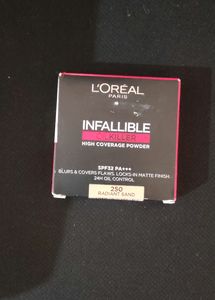 L'ORÉAL
PARIS
INFALLIBLE
OILKILLER
HIGH COVERAGE POWDER
SPF32 PA+++
BLURS & COVERS FLAWS. LOCKS-IN MATTE FINISH.
24H OIL CONTROL
250
RADIANT SAND